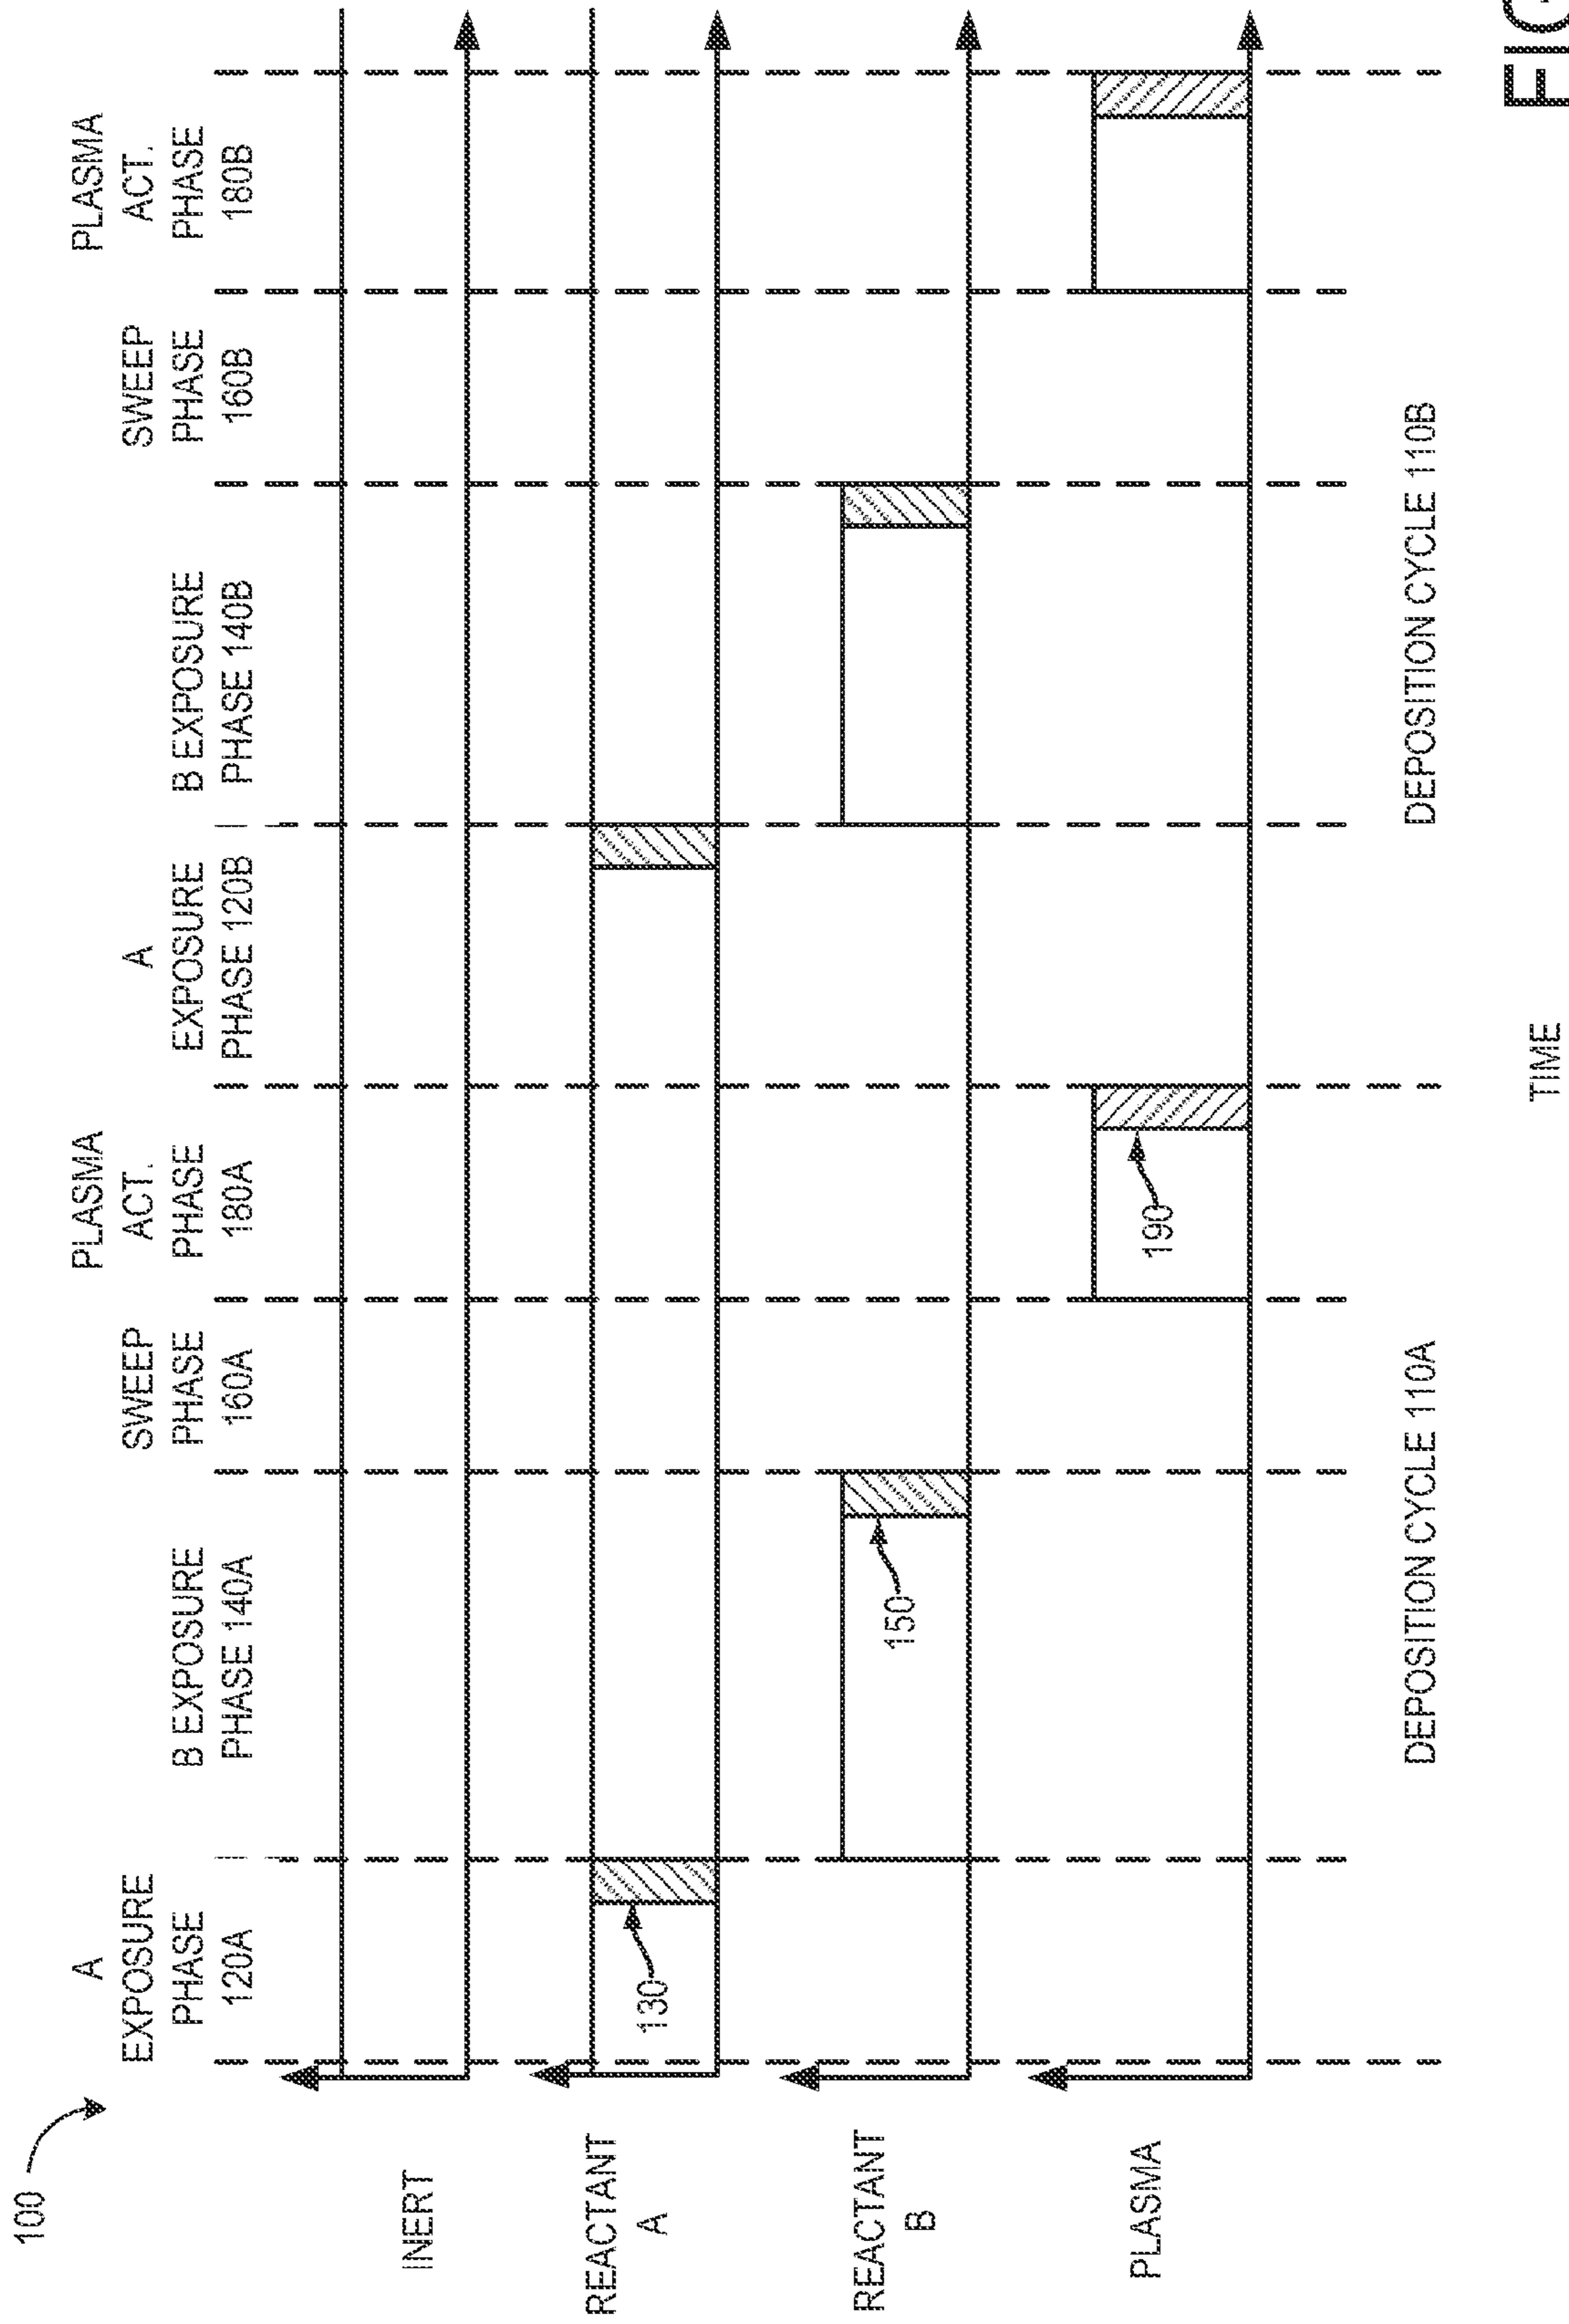 100
A
EXPOSURE
PHASE
120A
B EXPOSURE
PHASE 140A
SWEEP
PHASE
160A
PLASMA
ACT.
PHASE
180A
A
EXPOSURE
PHASE 120B
B EXPOSURE
PHASE 140B
SWEEP
PHASE
160B
PLASMA
ACT.
PHASE
180B
INERT
REACTANT
A
130
REACTANT
B
150
PLASMA
190
DEPOSITION CYCLE 110A
DEPOSITION CYCLE 110B
TIME